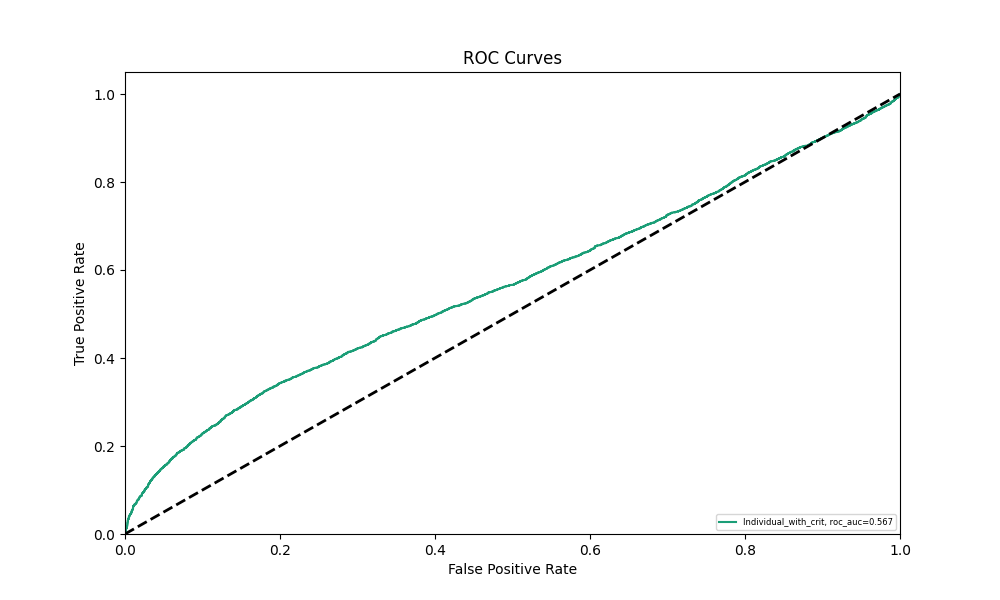 ROC Curves
True Positive Rate
1.0
0.8
0.6
0.4
0.2
0.0
0.0 0.2 0.4 0.6 0.8 1.0
False Positive Rate
Individual_with_crit, roc_auc=0.567